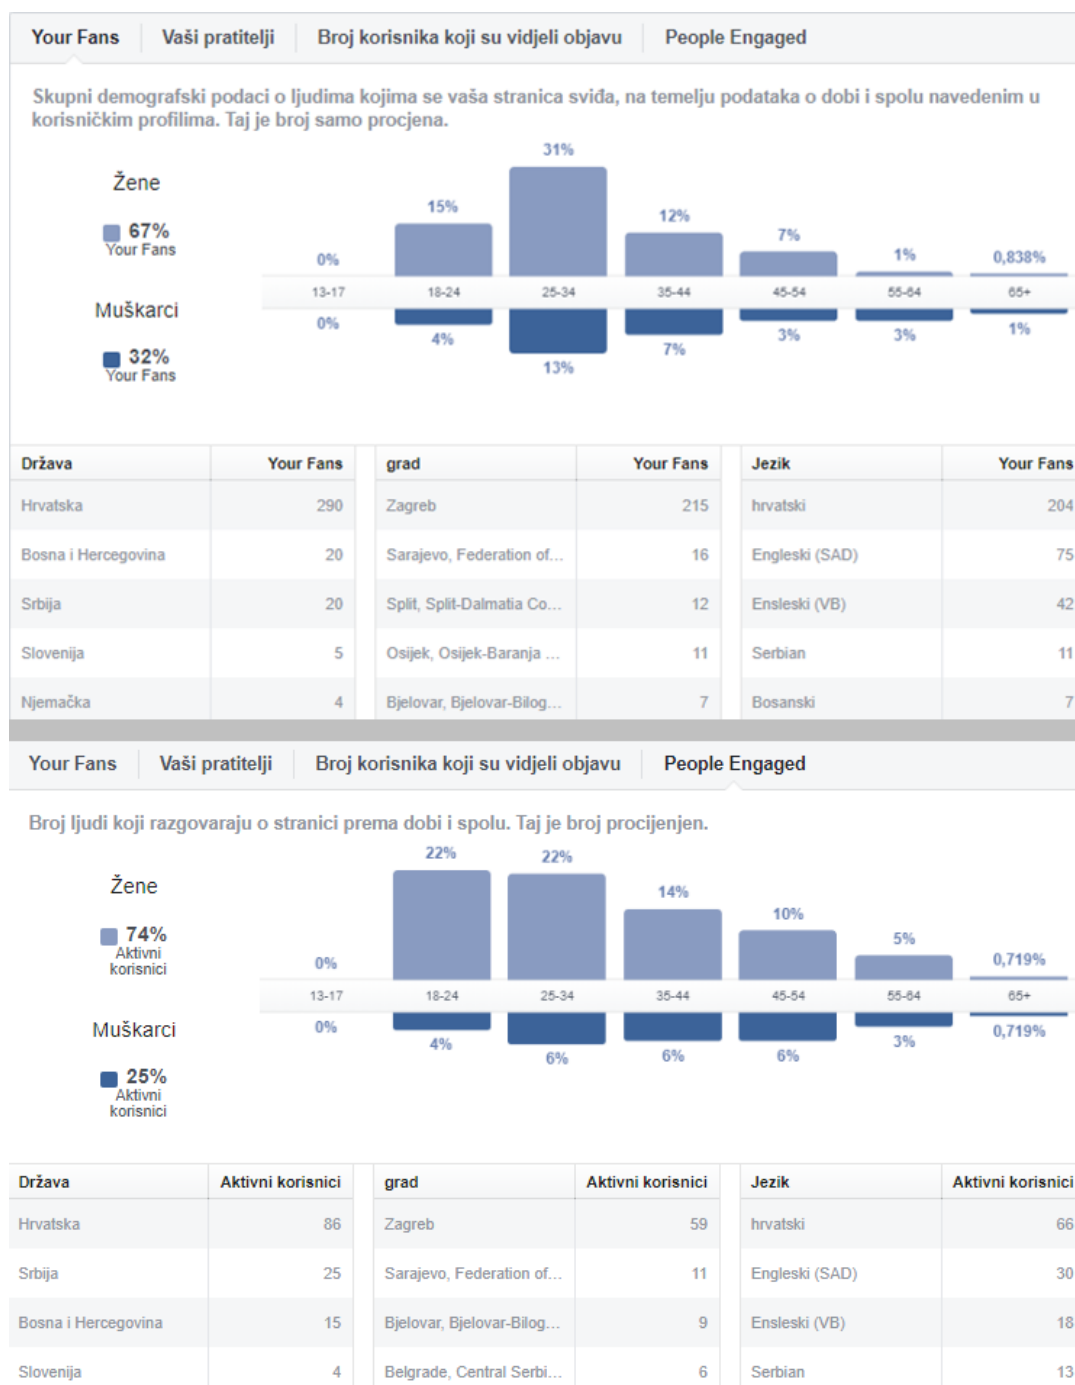 Your Fans Vaši pratitelji Broj korisnika koji su vidjeli objavu People Engaged
Skupni demografski podaci o ljudima kojima se vaša stranica sviđa, na temelju podataka o dobi i spolu navedenim u
korisničkim profilima. Taj je broj samo procjena.
Žene
67%
Your Fans
0% 15% 31% 12% 7% 1% 0,838%
13-17 18-24 25-34 35-44 45-54 55-64 65+
Muškarci
32%
Your Fans
0% 4% 13% 7% 3% 3% 1%
Država Your Fans grad Your Fans Jezik Your Fans
Hrvatska 290 Zagreb 215 hrvatski 204
Bosna i Hercegovina 20 Sarajevo, Federation of... 16 Engleski (SAD) 75
Srbija 20 Split, Split-Dalmatia Co... 12 Ensleski (VB) 42
Slovenija 5 Osijek, Osijek-Baranja ... 11 Serbian 11
Njemačka 4 Bjelovar, Bjelovar-Bilog... 7 Bosanski 7
Your Fans Vaši pratitelji Broj korisnika koji su vidjeli objavu People Engaged
Broj ljudi koji razgovaraju o stranici prema dobi i spolu. Taj je broj procijenjen.
Žene
74%
Aktivni
korisnici
0% 22% 22% 14% 10% 5% 0,719%
13-17 18-24 25-34 35-44 45-54 55-64 65+
Muškarci
25%
Aktivni
korisnici
0% 4% 6% 6% 6% 3% 0,719%
Država Aktivni korisnici grad Aktivni korisnici Jezik Aktivni korisnici
Hrvatska 86 Zagreb 59 hrvatski 66
Srbija 25 Sarajevo, Federation of... 11 Engleski (SAD) 30
Bosna i Hercegovina 15 Bjelovar, Bjelovar-Bilog... 9 Ensleski (VB) 18
Slovenija 4 Belgrade, Central Serbi... 6 Serbian 13